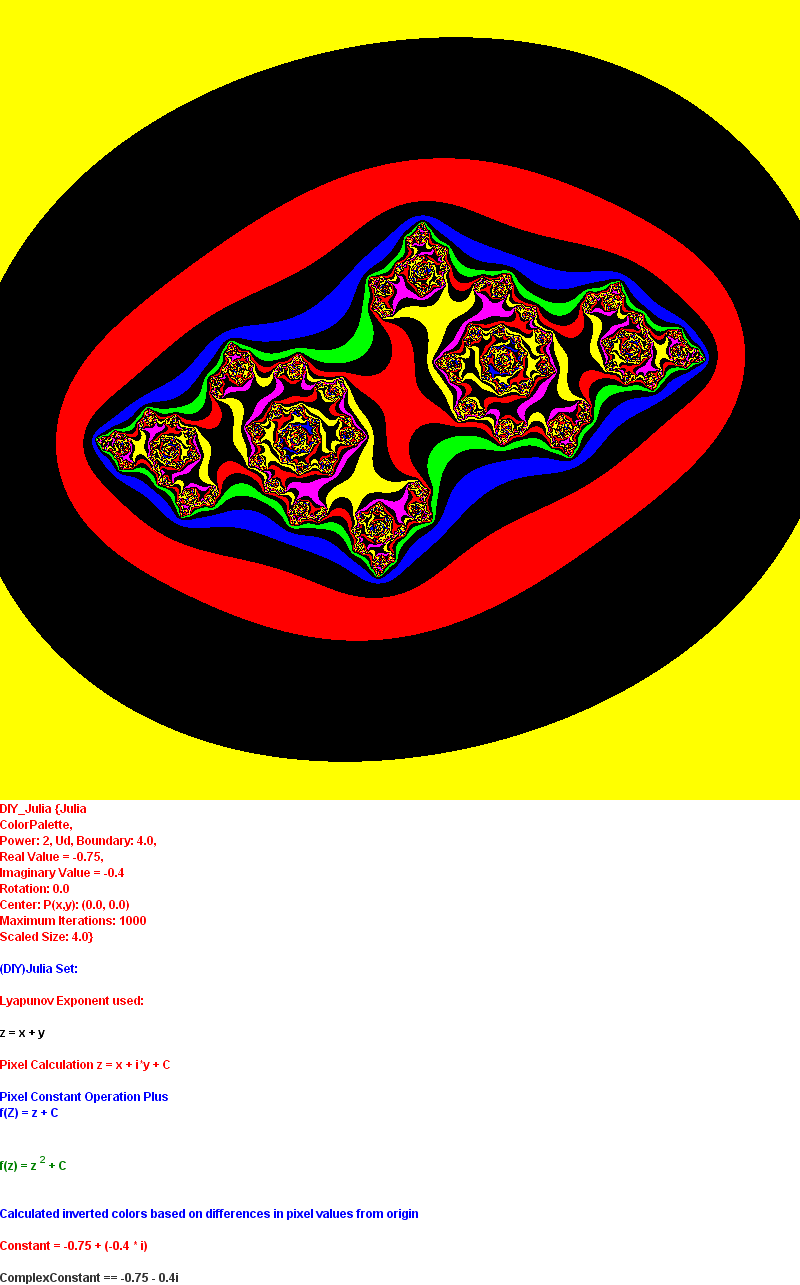 DIY_Julia {Julia
ColorPalette,
Power: 2, Ud, Boundary: 4.0,
Real Value = -0.75,
Imaginary Value = -0.4
Rotation: 0.0
Center: P(x,y): (0.0, 0.0)
Maximum Iterations: 1000
Scaled Size: 4.0}
(DIY)Julia Set:
Lyapunov Exponent used:
z = x + y
Pixel Calculation z = x + i*y + C
Pixel Constant Operation Plus
f(Z) = z + C
f(z) = z 2 + C
Calculated inverted colors based on differences in pixel values from origin
Constant = -0.75 + (-0.4 * i)
ComplexConstant == -0.75 - 0.4i